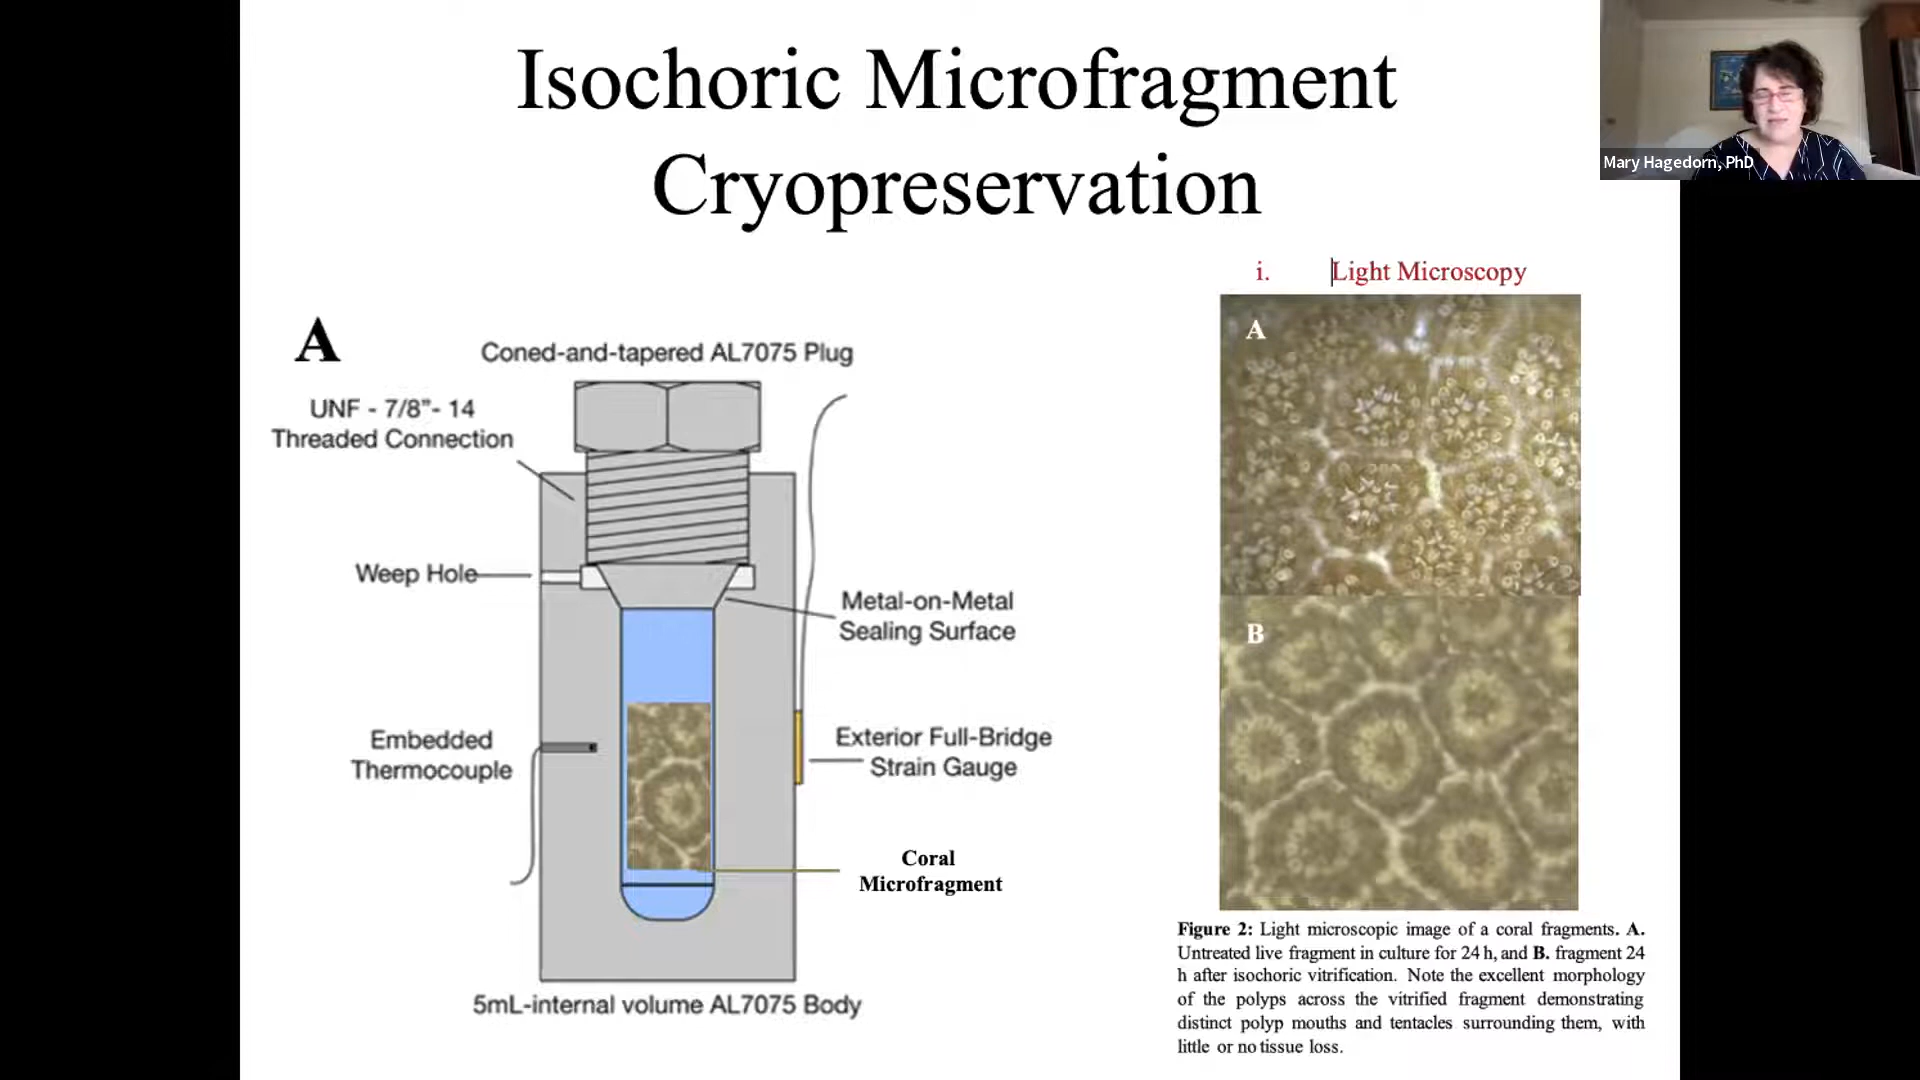 Isochoric Microfragment
Cryopreservation
Mary Hagedorn, PhD
i. Light Microscopy
A
Coned-and-tapered AL7075 Plug
UNF - 7/8”- 14
Threaded Connection
Weep Hole
Metal-on-Metal
Sealing Surface
Embedded
Thermocouple
Exterior Full-Bridge
Strain Gauge
Coral
Microfragment
5mL-internal volume AL7075 Body
A
B
Figure 2: Light microscopic image of a coral fragments. A.
Untreated live fragment in culture for 24 h, and B. fragment 24
h after isochoric vitrification. Note the excellent morphology
of the polyps across the vitrified fragment demonstrating
distinct polyp mouths and tentacles surrounding them, with
little or no tissue loss.